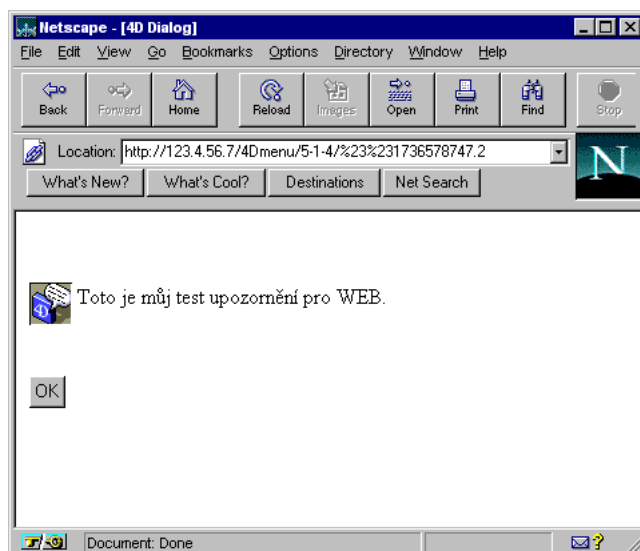 Netscape - [4D Dialog]
File Edit View Go Bookmarks Options Directory Window Help
Back Forward Home Reload Images Open Print Find Stop
Location: http://123.4.56.7/4Dmenu/5-1-4/%23%231736578747.2
N
What's New? What's Cool? Destinations Net Search
4D Toto je můj test upozornění pro WEB.
OK
Document: Done